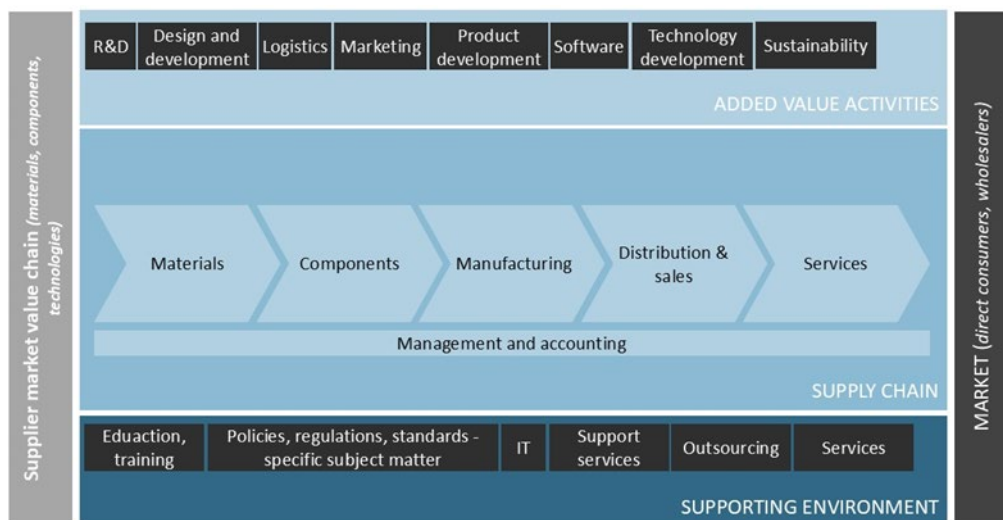 Supplier market value chain (materials, components,
technologies)
R&D
Design and
development
Logistics
Marketing
Product
development
Software
Technology
development
Sustainability
ADDED VALUE ACTIVITIES
Materials
Components
Manufacturing
Distribution &
sales
Services
Management and accounting
SUPPLY CHAIN
Eduaction,
training
Policies, regulations, standards -
specific subject matter
IT
Support
services
Outsourcing
Services
SUPPORTING ENVIRONMENT
MARKET (direct consumers, wholesalers)